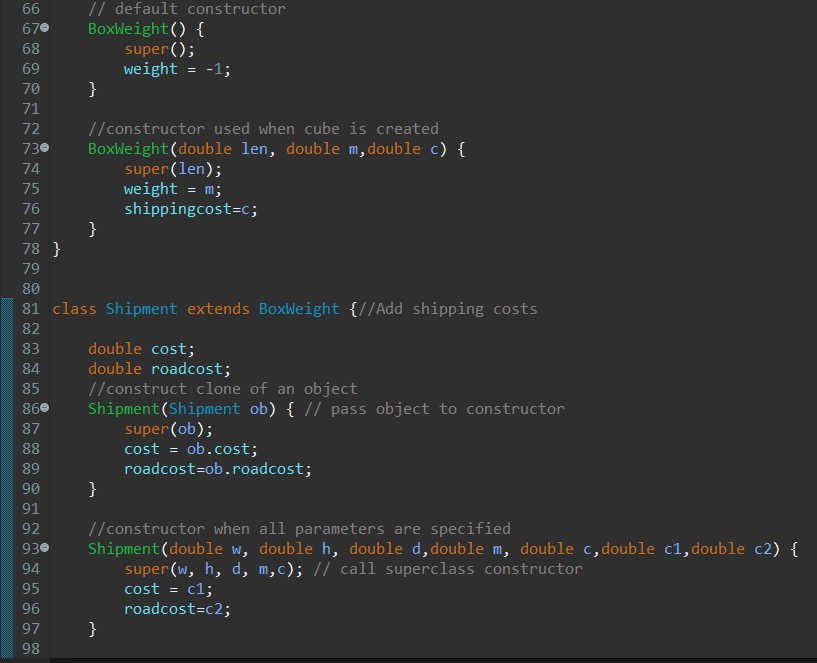 66 // default constructor
67 BoxWeight() {
68 super();
69 weight = -1;
70 }
71
72 //constructor used when cube is created
73 BoxWeight(double len, double m,double c) {
74 super(len);
75 weight = m;
76 shippingcost=c;
77 }
78 }
79
80
81 class Shipment extends BoxWeight {//Add shipping costs
82
83 double cost;
84 double roadcost;
85 //construct clone of an object
86 Shipment(Shipment ob) { // pass object to constructor
87 super(ob);
88 cost = ob.cost;
89 roadcost=ob.roadcost;
90 }
91
92 //constructor when all parameters are specified
93 Shipment(double w, double h, double d,double m, double c,double c1,double c2) {
94 super(w, h, d, m,c); // call superclass constructor
95 cost = c1;
96 roadcost=c2;
97 }
98